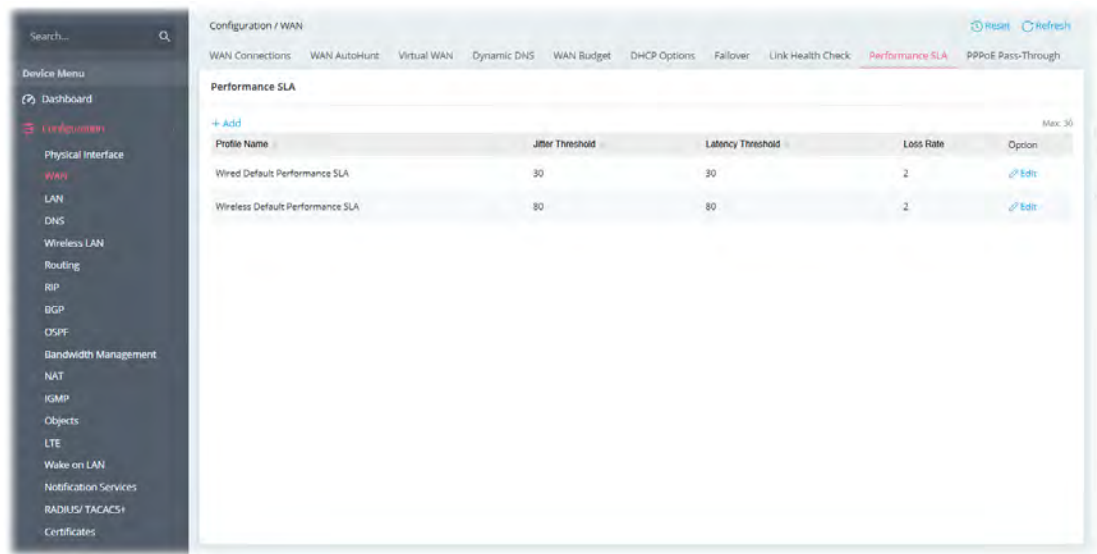 Search...
Configuration / WAN
Reset Refresh
WAN Connections WAN AutoHunt Virtual WAN Dynamic DNS WAN Budget DHCP Options Failover Link Health Check Performance SLA PPPoE Pass-Through
Device Menu
Dashboard
Configuration
Physical Interface
WAN
LAN
DNS
Wireless LAN
Routing
RIP
BGP
OSPF
Bandwidth Management
NAT
IGMP
Objects
LTE
Wake on LAN
Notification Services
RADIUS/ TACACS+
Certificates
Performance SLA
+ Add
Max: 30
Profile Name Jitter Threshold Latency Threshold Loss Rate Option
Wired Default Performance SLA 30 30 2 Edit
Wireless Default Performance SLA 80 80 2 Edit